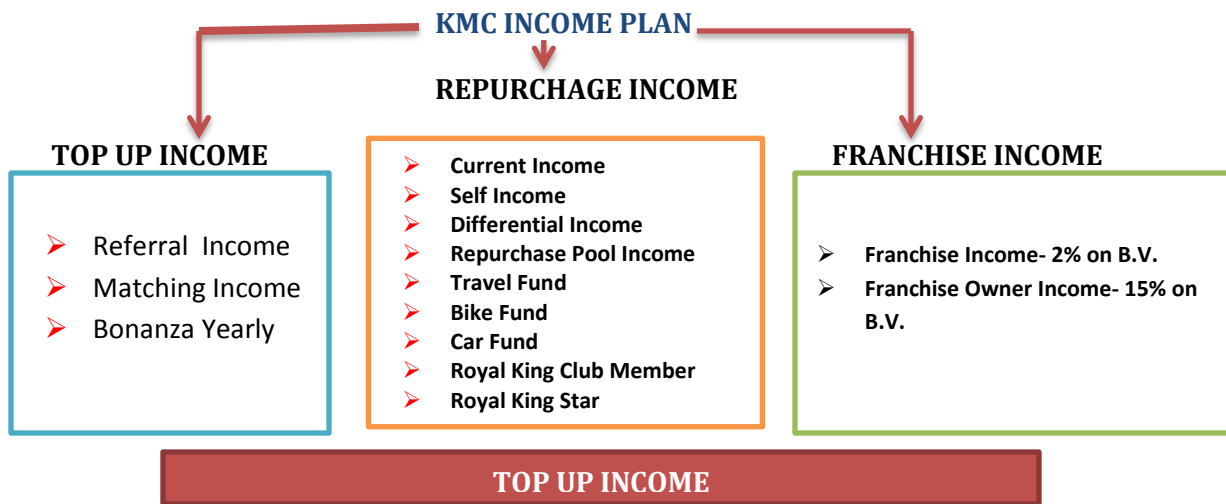 KMC INCOME PLAN
REPURCHAGE INCOME
TOP UP INCOME
Referral Income
Matching Income
Bonanza Yearly
Current Income
Self Income
Differential Income
Repurchase Pool Income
Travel Fund
Bike Fund
Car Fund
Royal King Club Member
Royal King Star
FRANCHISE INCOME
Franchise Income- 2% on B.V.
Franchise Owner Income- 15% on
B.V.
TOP UP INCOME